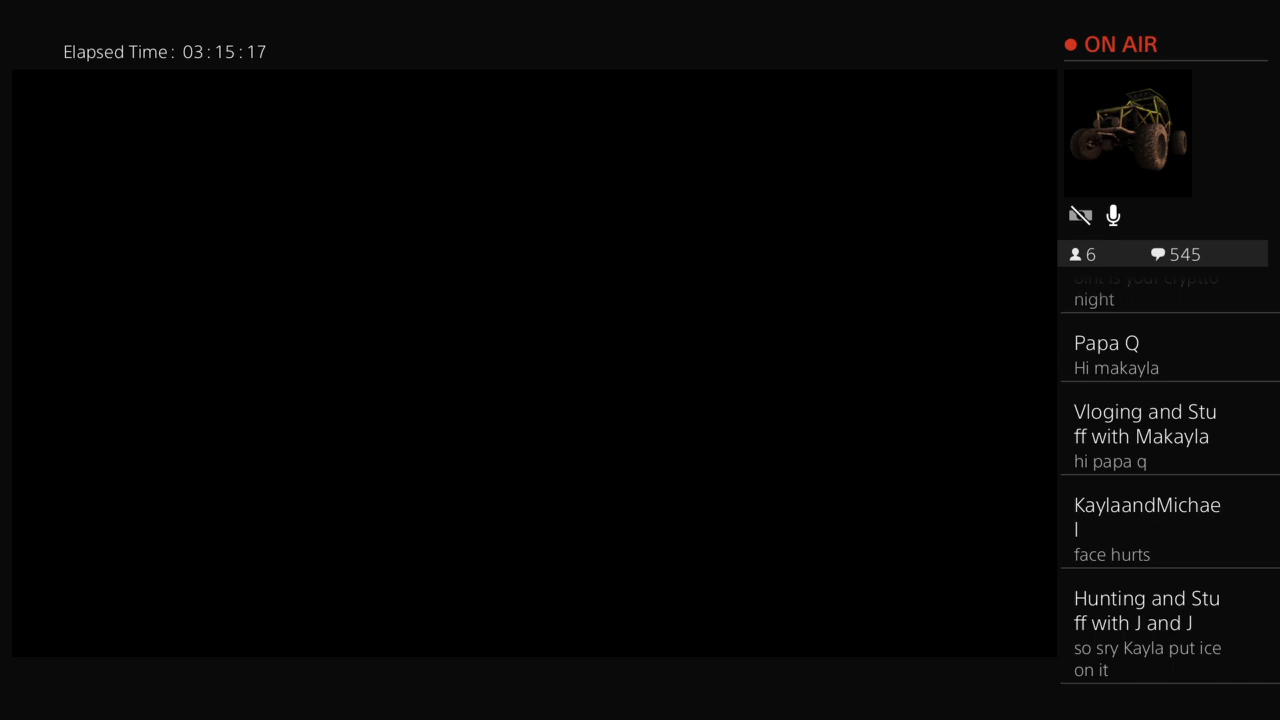 Elapsed Time: 03:15:17
ON AIR
6 545
night
Papa Q
Hi makayla
Vloging and Stu
ff with Makayla
hi papa q
KaylaandMichae
l
face hurts
Hunting and Stu
ff with J and J
so sry Kayla put ice
on it